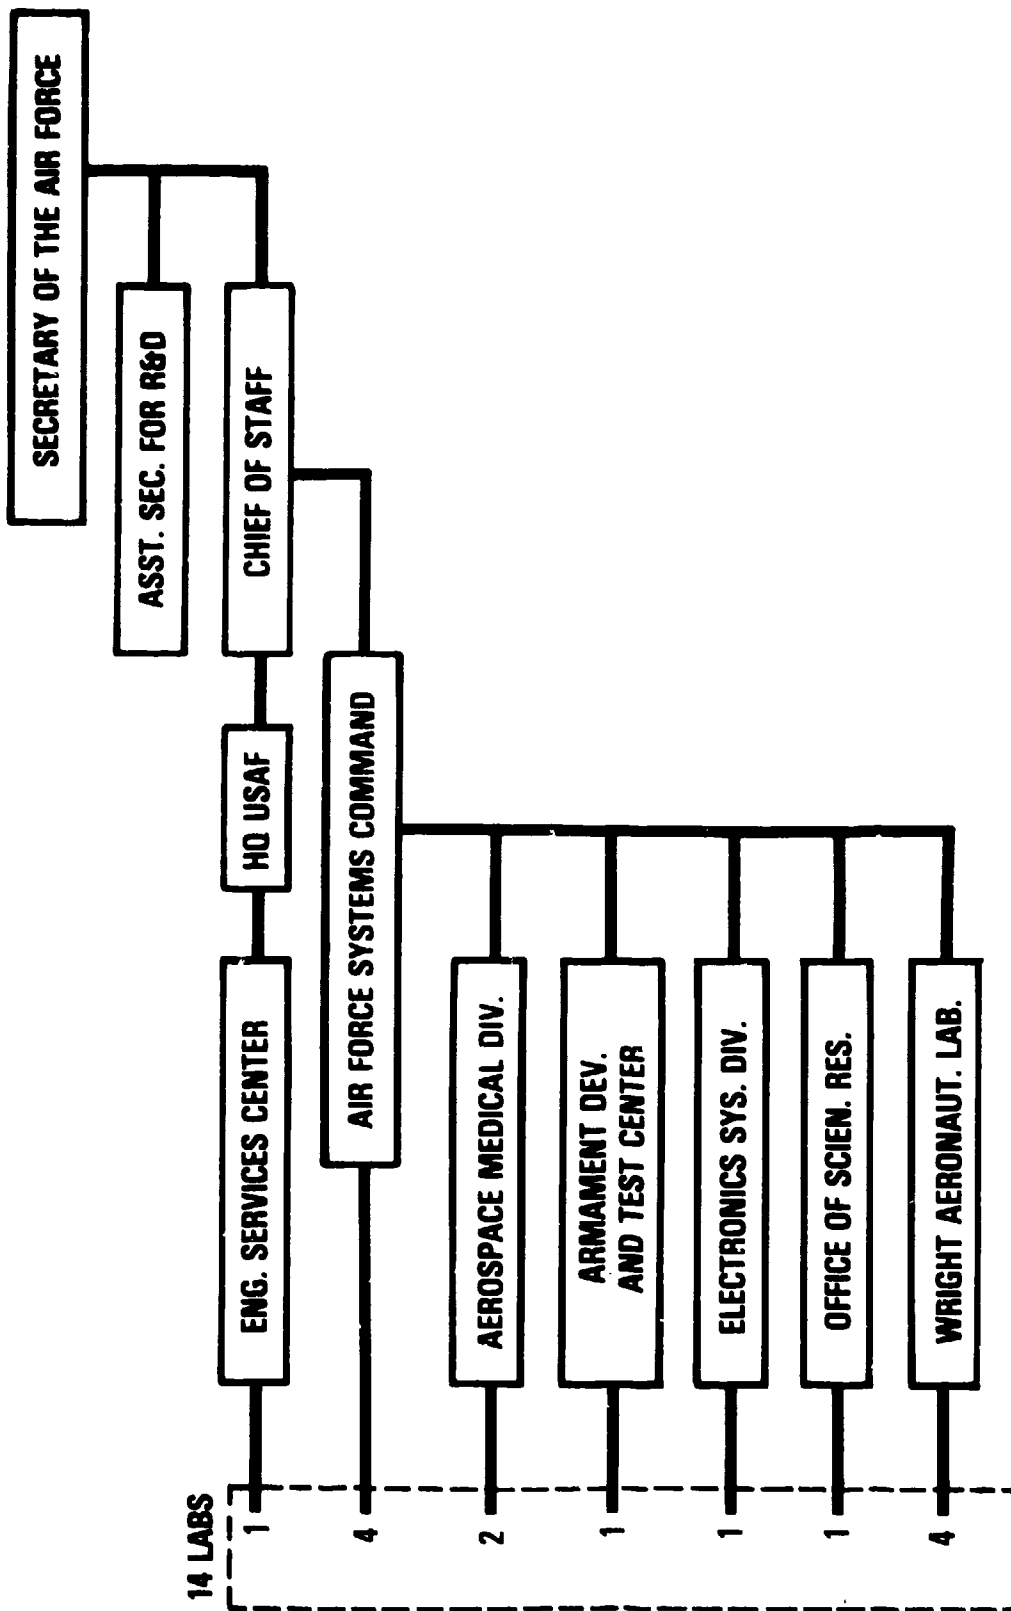 SECRETARY OF THE AIR FORCE
ASST. SEC. FOR R&D
CHIEF OF STAFF
HQ USAF
ENG. SERVICES CENTER
AIR FORCE SYSTEMS COMMAND
AEROSPACE MEDICAL DIV.
ARMAMENT DEV.
AND TEST CENTER
ELECTRONICS SYS. DIV.
OFFICE OF SCIEN. RES.
WRIGHT AERONAUT. LAB.
14 LABS
1
4
2
1
1
1
4